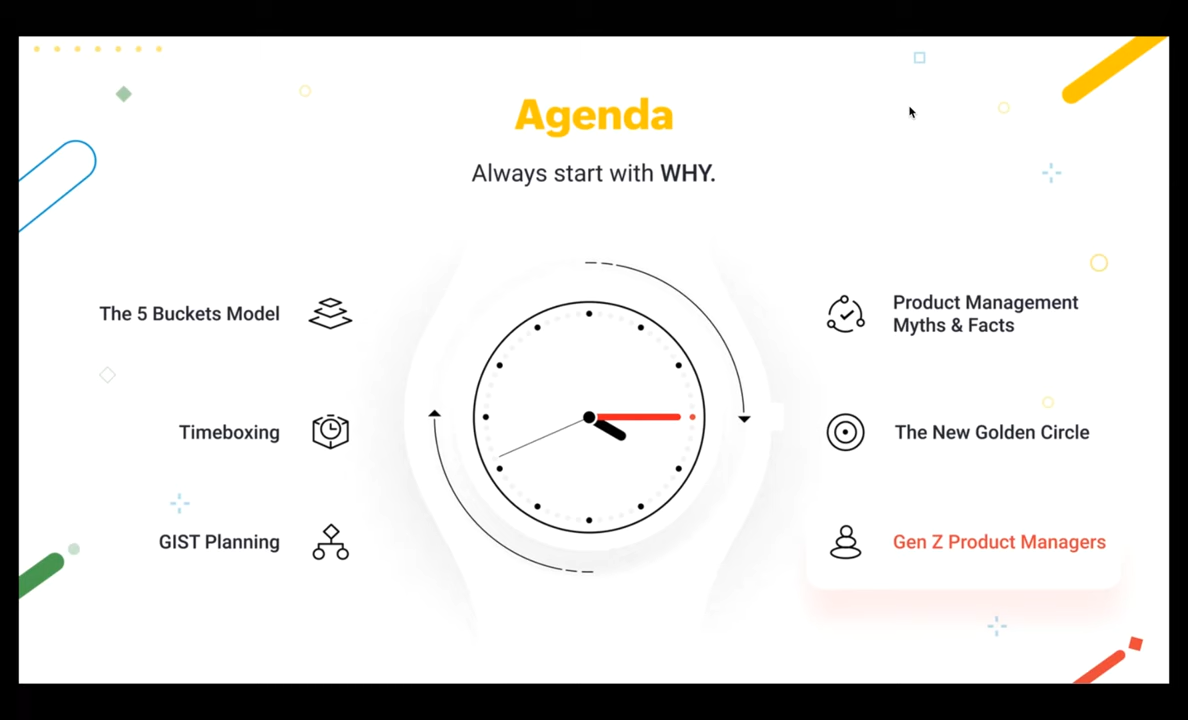 Agenda
Always start with WHY.
The 5 Buckets Model
Timeboxing
GIST Planning
Product Management
Myths & Facts
The New Golden Circle
Gen Z Product Managers